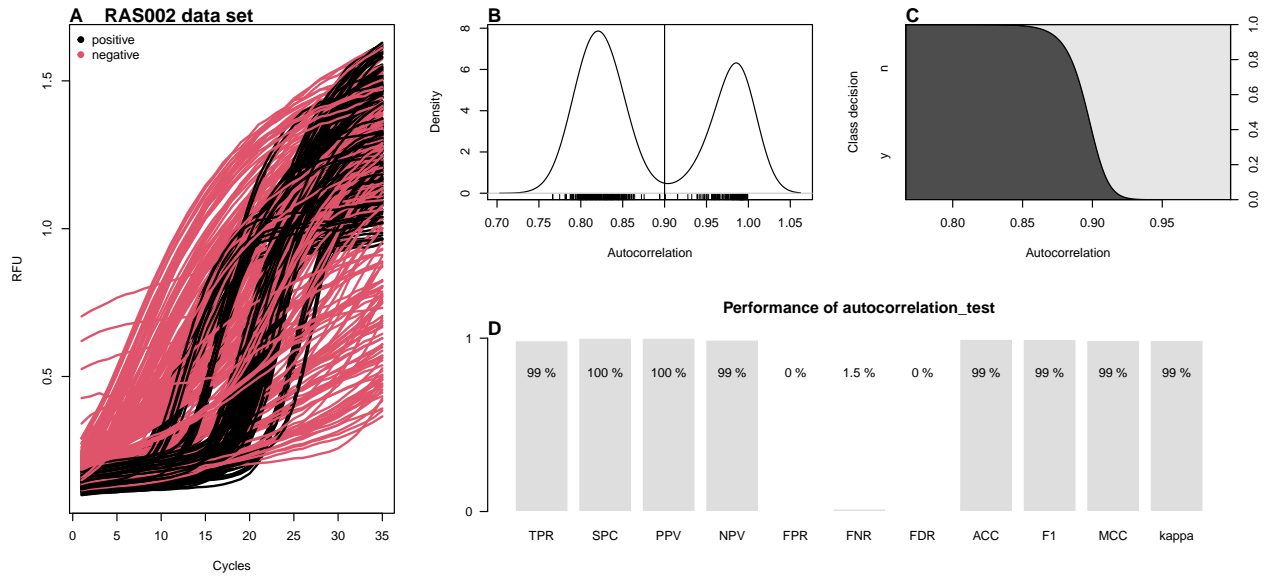 A RAS002 data set
positive
negative
RFU
0.5
1.0
1.5
0 5 10 15 20 25 30 35
Cycles
B
Density
0 2 4 6 8
0.70 0.75 0.80 0.85 0.90 0.95 1.00 1.05
Autocorrelation
C
Class decision
y n
0.0 0.2 0.4 0.6 0.8 1.0
0.80 0.85 0.90 0.95
Autocorrelation
Performance of autocorrelation_test
D
1
0
99 % 100 % 100 % 99 % 0 % 1.5 % 0 % 99 % 99 % 99 % 99 %
TPR SPC PPV NPV FPR FNR FDR ACC F1 MCC kappa